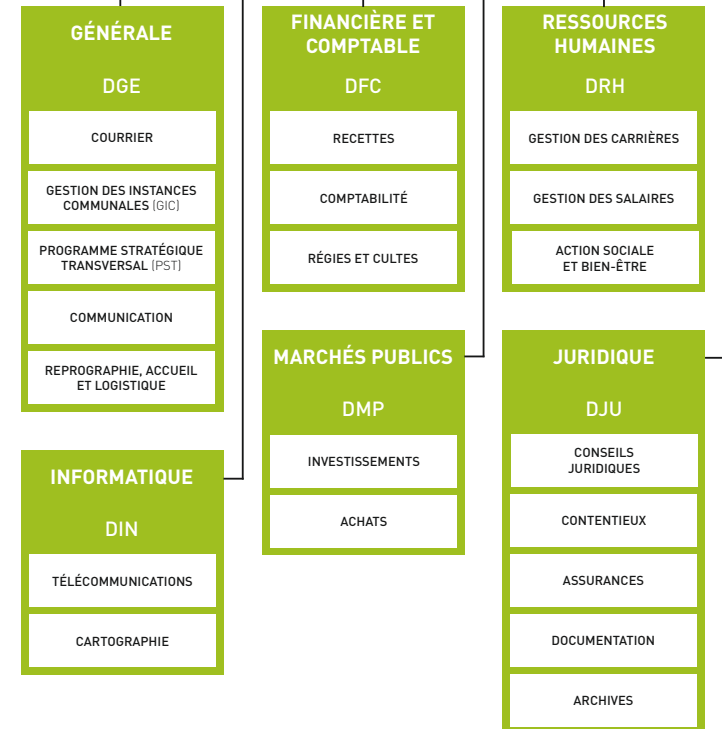 GÉNÉRALE
DGE
COURRIER
GESTION DES INSTANCES
COMMUNALES (GIC)
PROGRAMME STRATÉGIQUE
TRANSVERSAL (PST)
COMMUNICATION
REPROGRAPHIE, ACCUEIL
ET LOGISTIQUE
INFORMATIQUE
DIN
TÉLÉCOMMUNICATIONS
CARTOGRAPHIE
FINANCIÈRE ET
COMPTABLE
DFC
RECETTES
COMPTABILITÉ
RÉGIES ET CULTES
MARCHÉS PUBLICS
DMP
INVESTISSEMENTS
ACHATS
RESSOURCES
HUMAINES
DRH
GESTION DES CARRIÈRES
GESTION DES SALAIRES
ACTION SOCIALE
ET BIEN-ÊTRE
JURIDIQUE
DJU
CONSEILS
JURIDIQUES
CONTENTIEUX
ASSURANCES
DOCUMENTATION
ARCHIVES